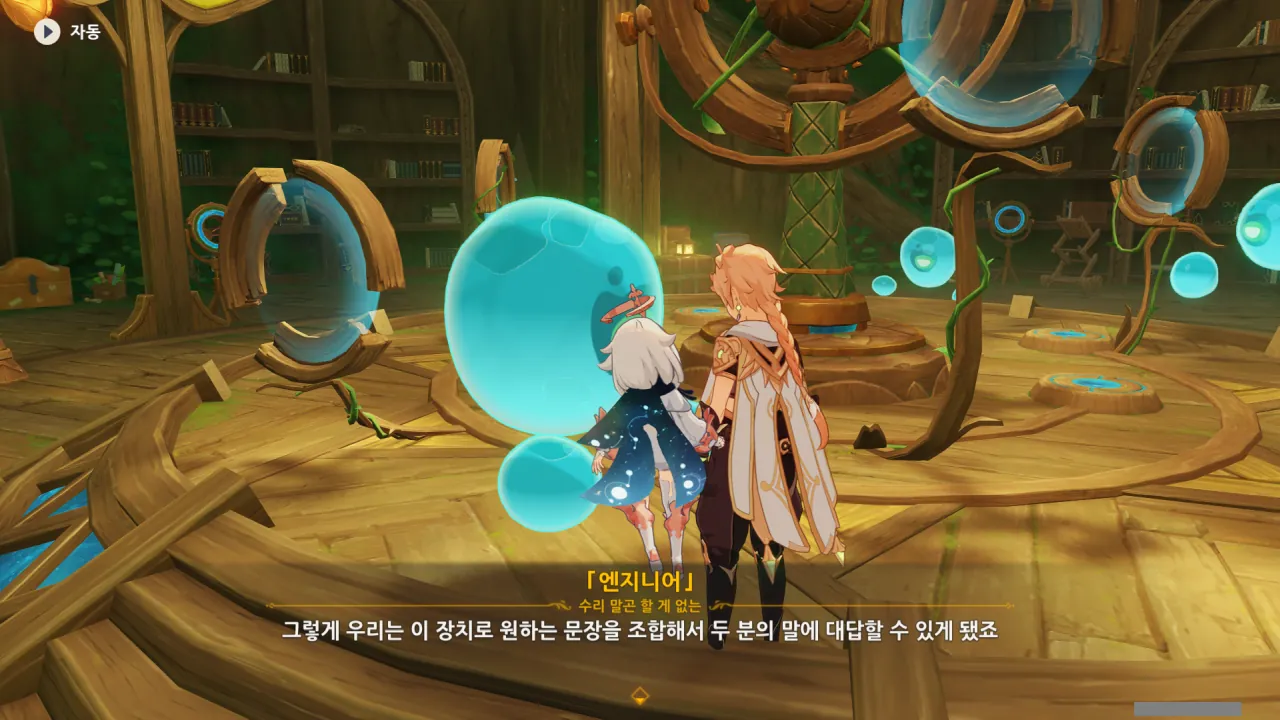 자동
「엔지니어」
수리 말곤 할 게 없는
그렇게 우리는 이 장치로 원하는 문장을 조합해서 두 분의 말에 대답할 수 있게 됐죠